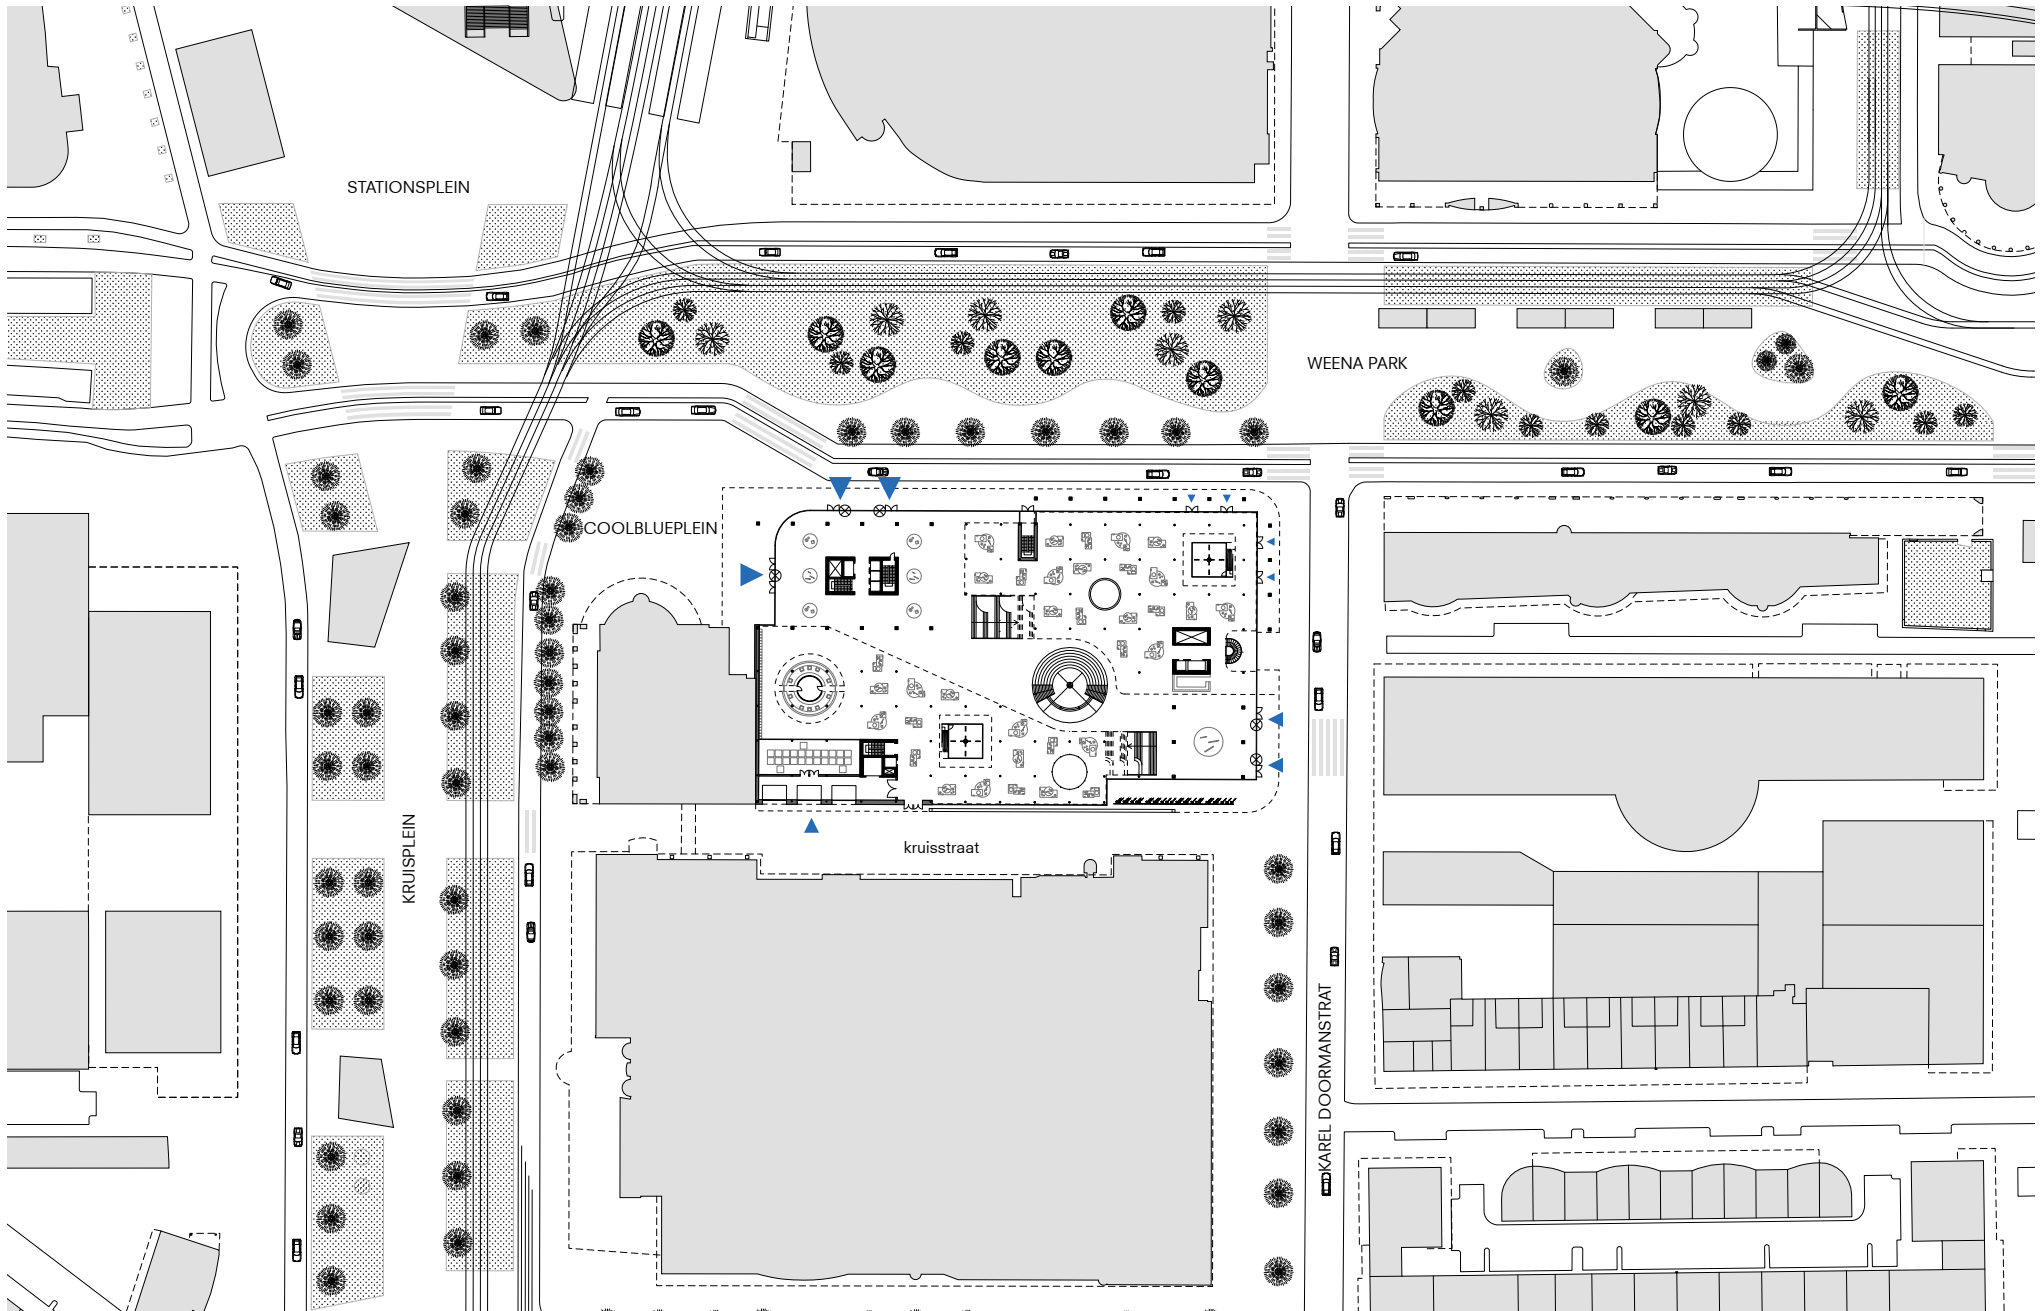 STATIONSPLEIN
WEENA PARK
COOLBLUEPLEIN
KRUISPLEIN
kruisstraat
KAREL DOORMANSTRAT